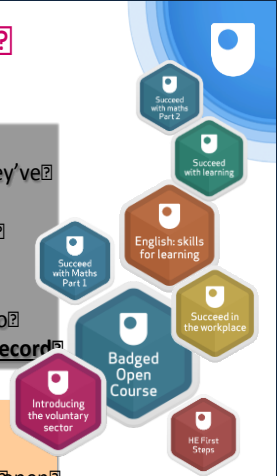 Succeed
with maths
Part 2
Succeed
with learning
ey've
English: skills
for learning
Succeed
with Maths
Part 1
Succeed in
the workplace
ecord
Badged
Open
Course
Introducing
the voluntary
sector
HE First
Steps